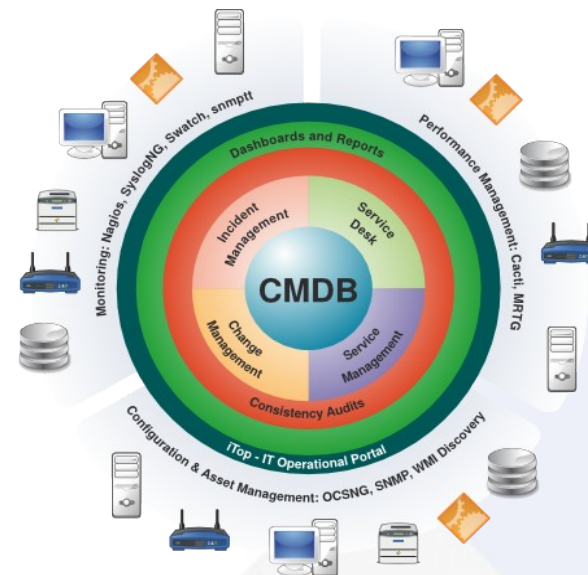 Monitoring: Nagios, SyslogNG, Swatch, snmptt
Performance Management: Cacti, MRTG
Dashboards and Reports
Incident
Management
Service
Desk
CMDB
Change
Management
Service
Management
Consistency Audits
iTop - IT Operational Portal
Configuration & Asset Management: OCSNG, SNMP, WMI Discovery